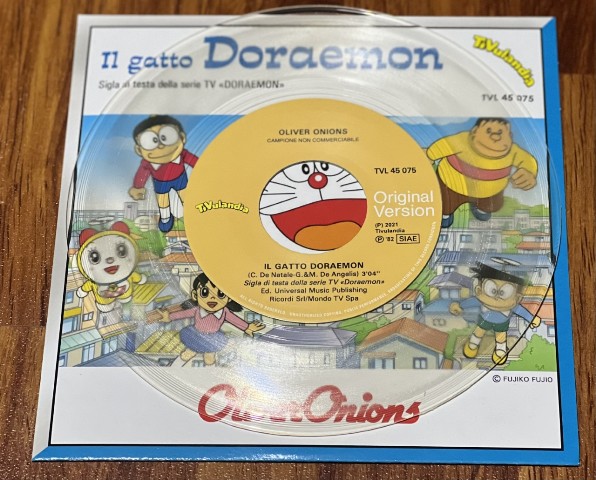 Il gatto Doraemon
TiVulandia
Sigla di testa della serie TV «DORAEMON»
TVL 45 075
OLIVER ONIONS
CAMPIONE NON COMMERCIABILE
TVL 45 075
TiVulandia
Original
Version
(P) 2021
Tivulandia
P '82 SIAE
IL GATTO DORAEMON
(C. De Natale-G.&M. De Angelis) 3'04"
Sigla di testa della serie TV «Doraemon»
Ed. Universal Music Publishing
Ricordi Srl/Mondo TV Spa
© FUJIKO FUJIO
Oliver Onions